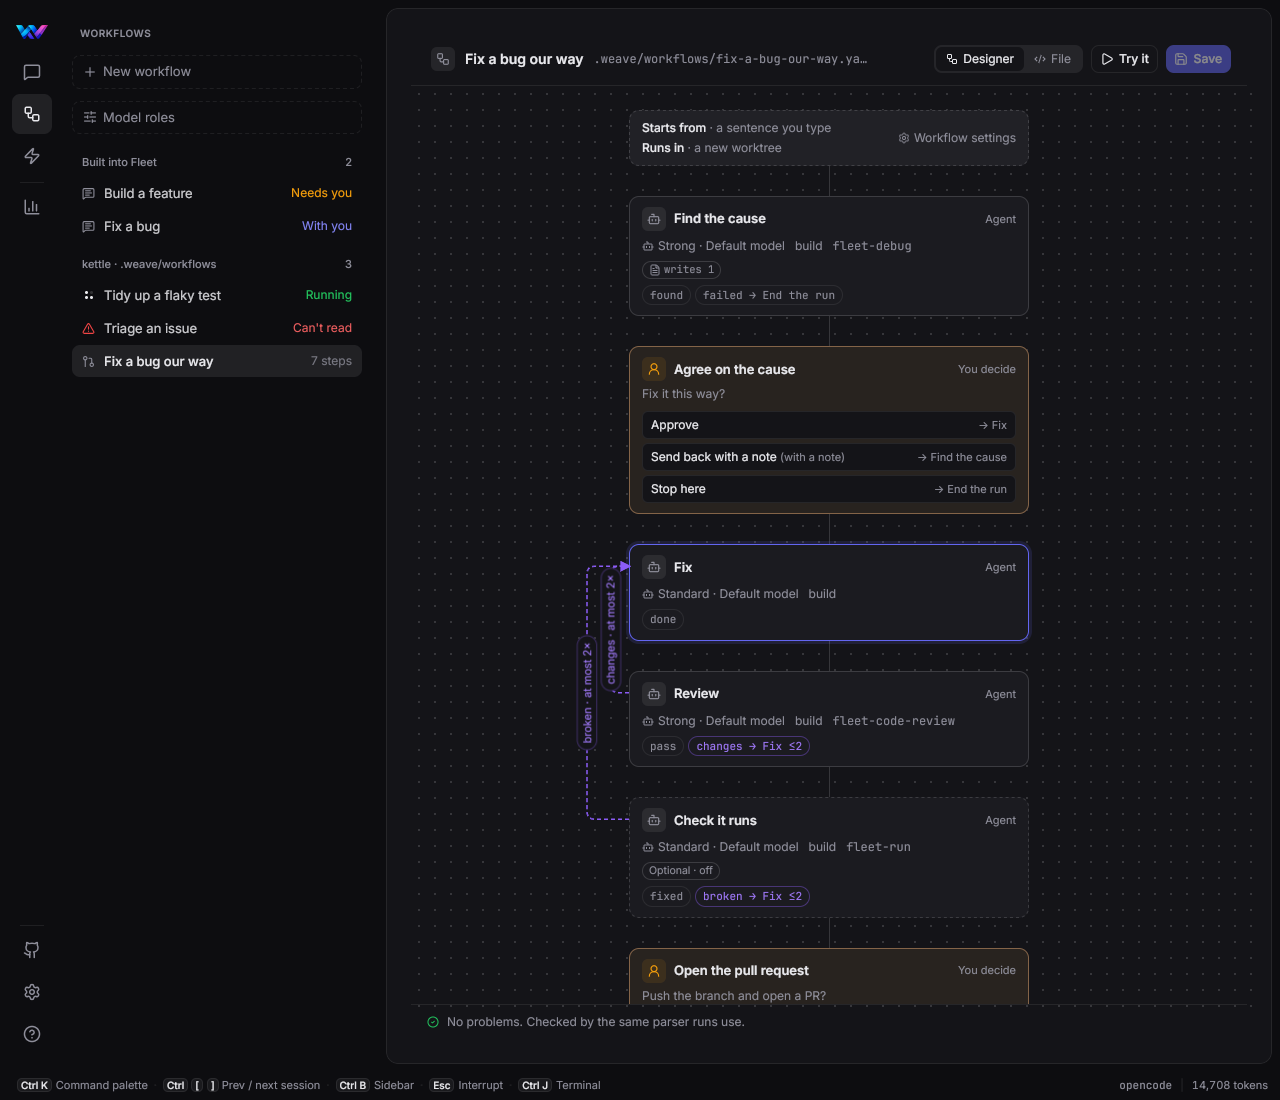 WORKFLOWS
New workflow
Model roles
Built into Fleet 2
Build a feature Needs you
Fix a bug With you
kettle · .weave/workflows 3
Tidy up a flaky test Running
Triage an issue Can't read
Fix a bug our way 7 steps
Fix a bug our way .weave/workflows/fix-a-bug-our-way.ya…
Designer
File
Try it
Save
Starts from · a sentence you type
Runs in · a new worktree
Workflow settings
Find the cause Agent
Strong · Default model build fleet-debug
writes 1
found failed → End the run
Agree on the cause You decide
Fix it this way?
Approve → Fix
Send back with a note (with a note) → Find the cause
Stop here → End the run
Fix Agent
Standard · Default model build
done
changes · at most 2×
broken · at most 2×
Review Agent
Strong · Default model build fleet-code-review
pass changes → Fix ≤2
Check it runs Agent
Standard · Default model build fleet-run
Optional · off
fixed broken → Fix ≤2
Open the pull request You decide
Push the branch and open a PR?
No problems. Checked by the same parser runs use.
Ctrl K Command palette · Ctrl [ ] Prev / next session · Ctrl B Sidebar · Esc Interrupt · Ctrl J Terminal
opencode 14,708 tokens